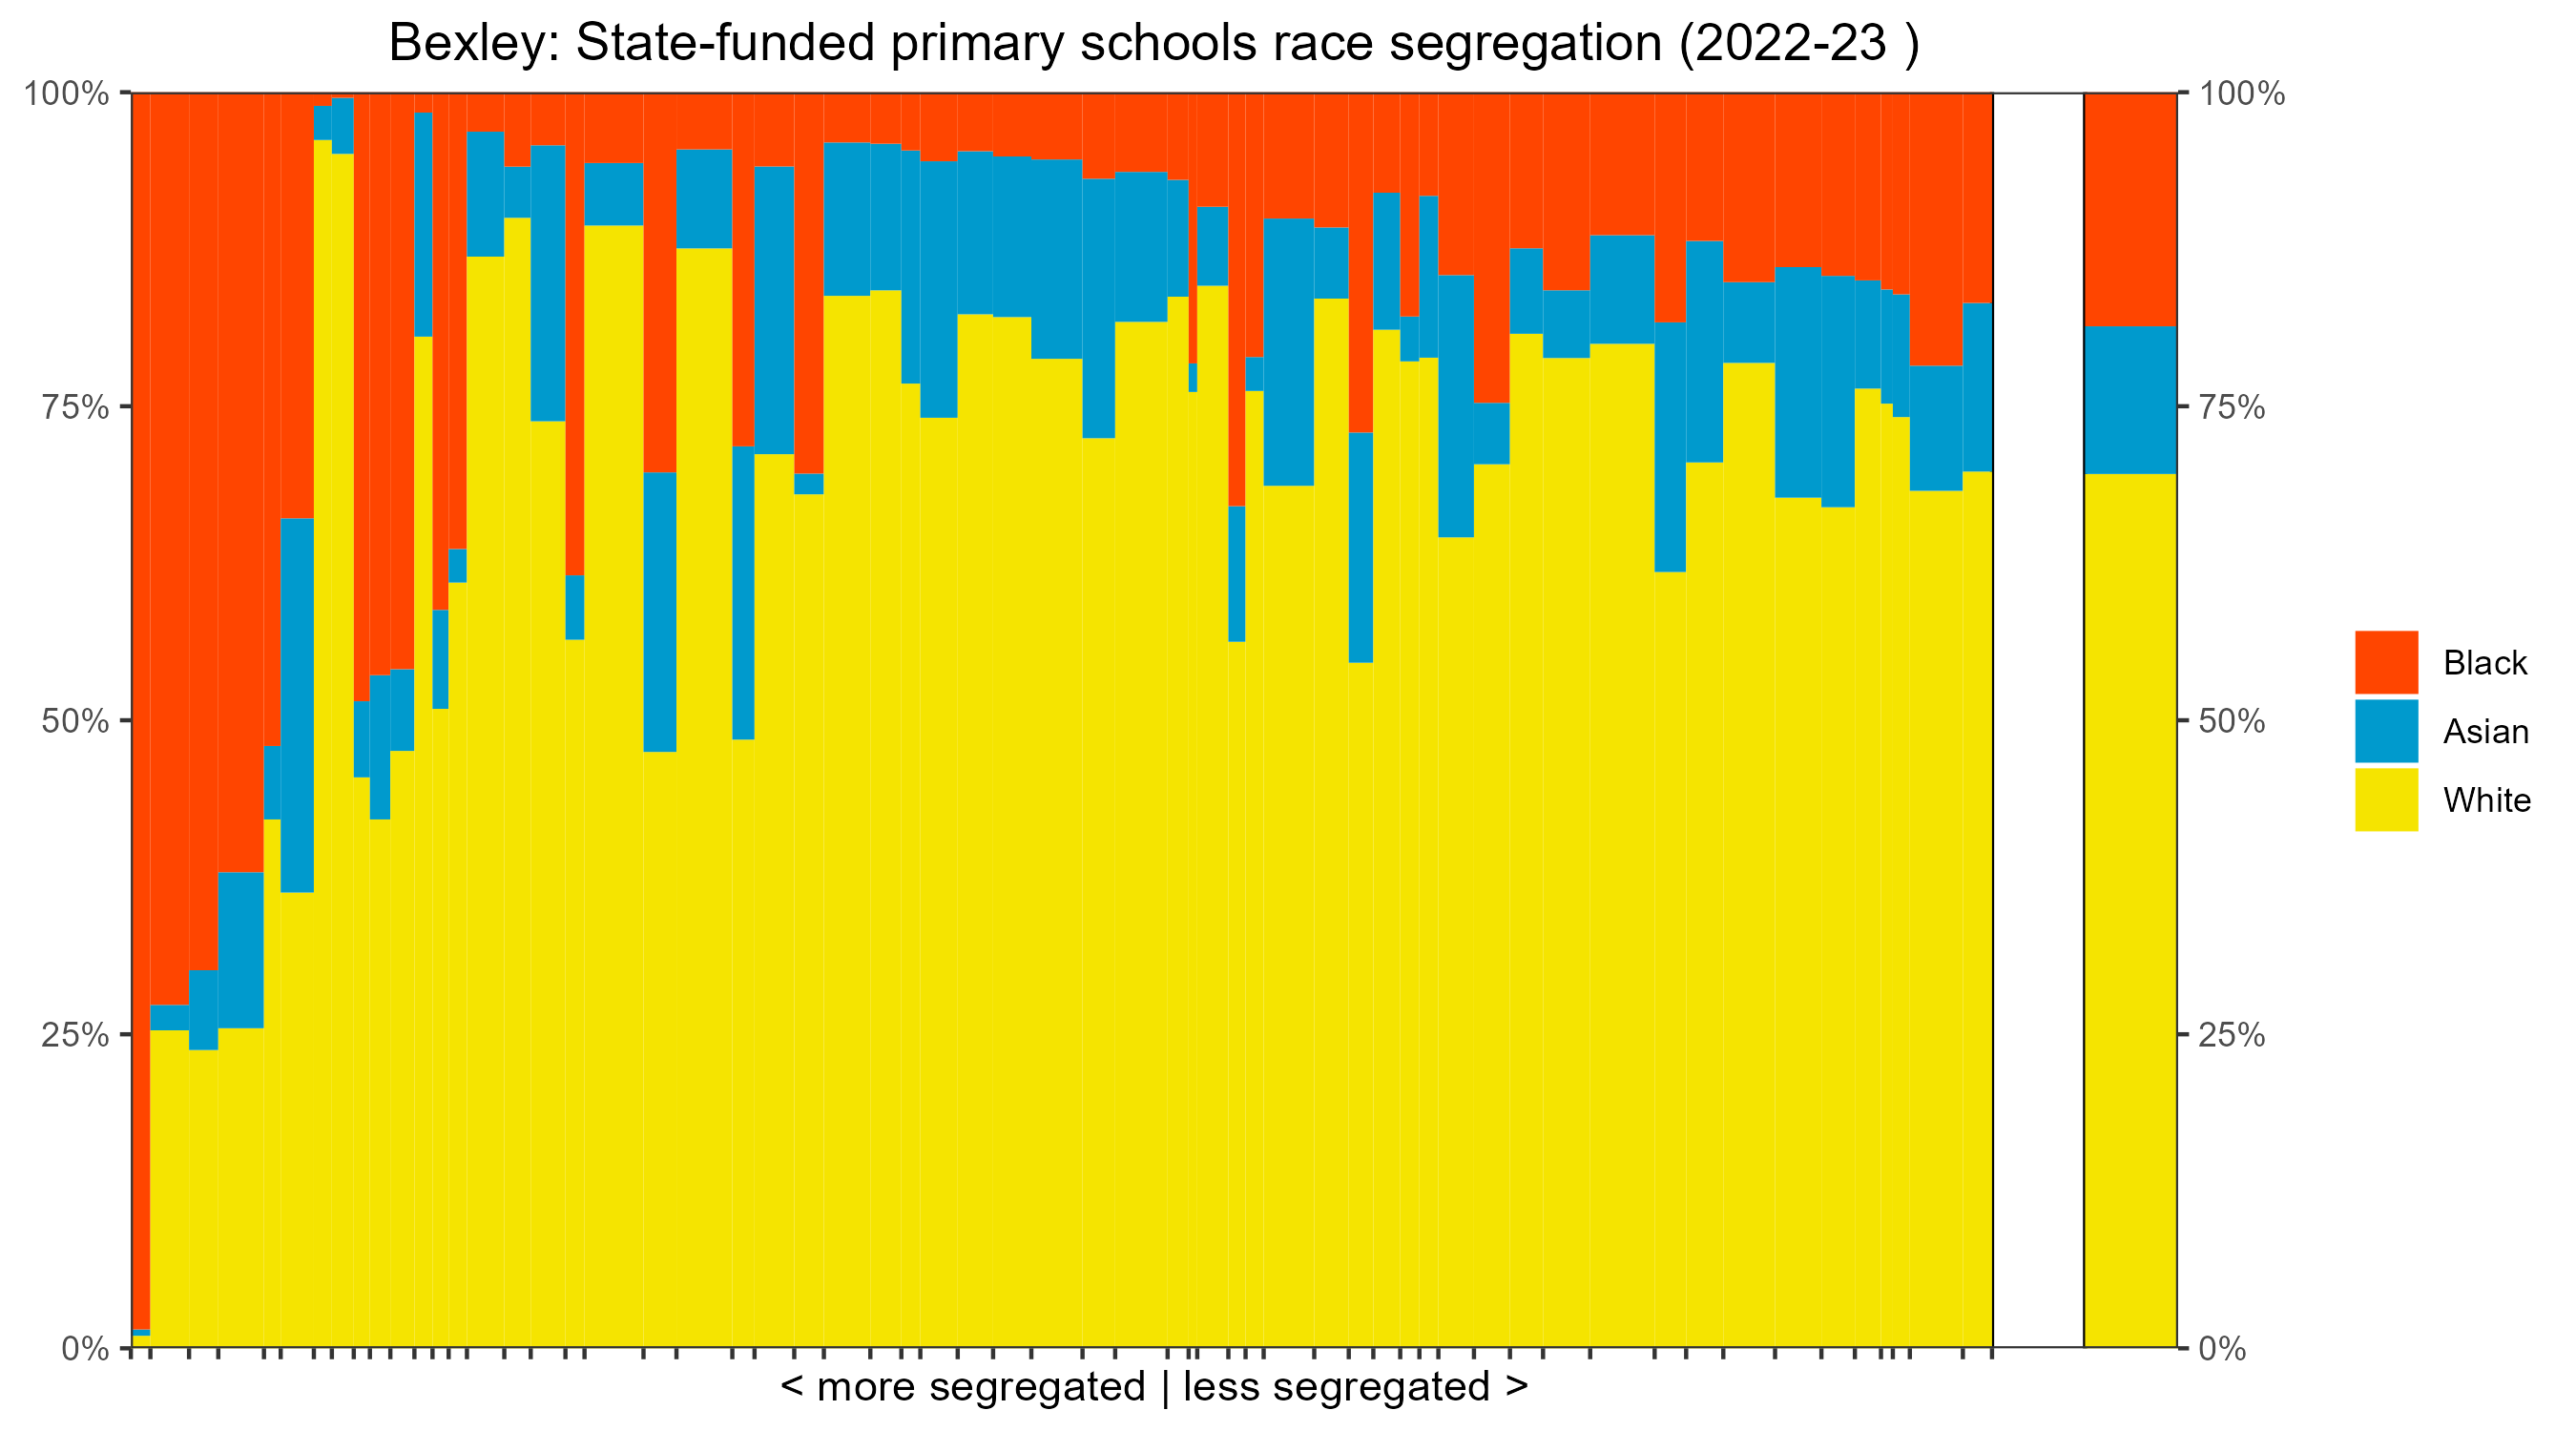 Bexley: State-funded primary schools race segregation (2022-23 )
100%
75%
50%
25%
0%
100%
75%
50%
25%
0%
Black
Asian
White
< more segregated | less segregated >